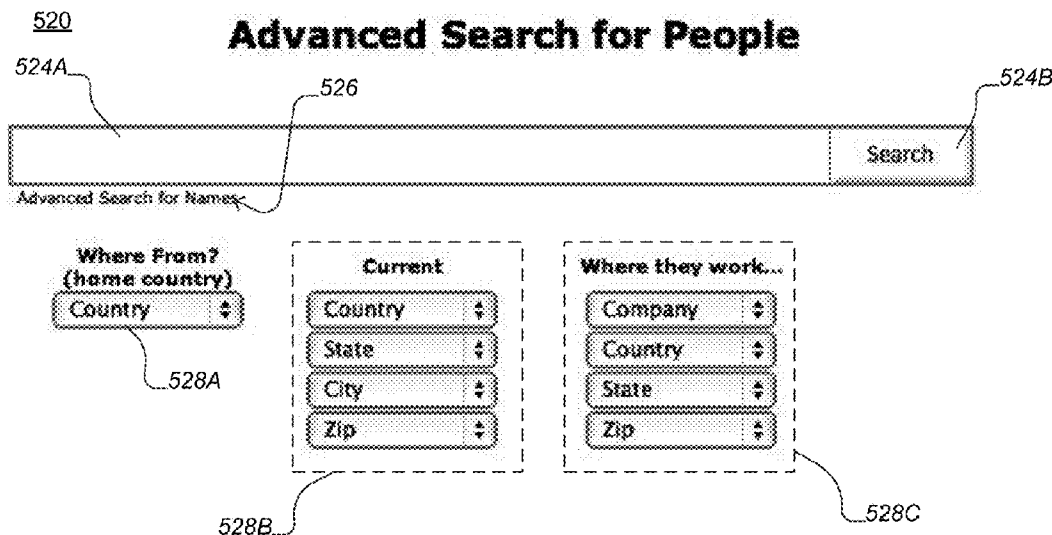 520
Advanced Search for People
524A
526
524B
Search
Advanced Search for Names
Where From?
(home country)
Country
528A
Current
Country
State
City
Zip
528B
Where they work...
Company
Country
State
Zip
528C